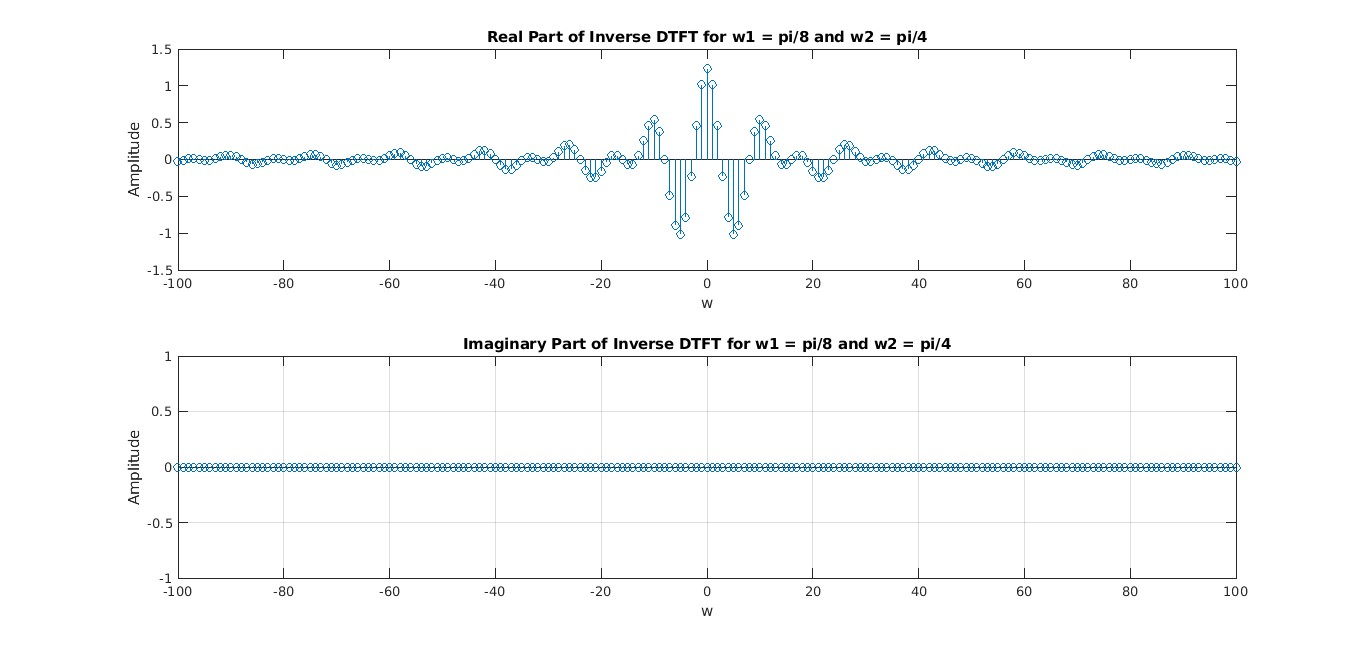 Real Part of Inverse DTFT for w1 = pi/8 and w2 = pi/4
1.5
1
0.5
0
-0.5
-1
-1.5
Amplitude
-100 -80 -60 -40 -20 0 20 40 60 80 100
w
Imaginary Part of Inverse DTFT for w1 = pi/8 and w2 = pi/4
1
0.5
0
-0.5
-1
Amplitude
-100 -80 -60 -40 -20 0 20 40 60 80 100
w